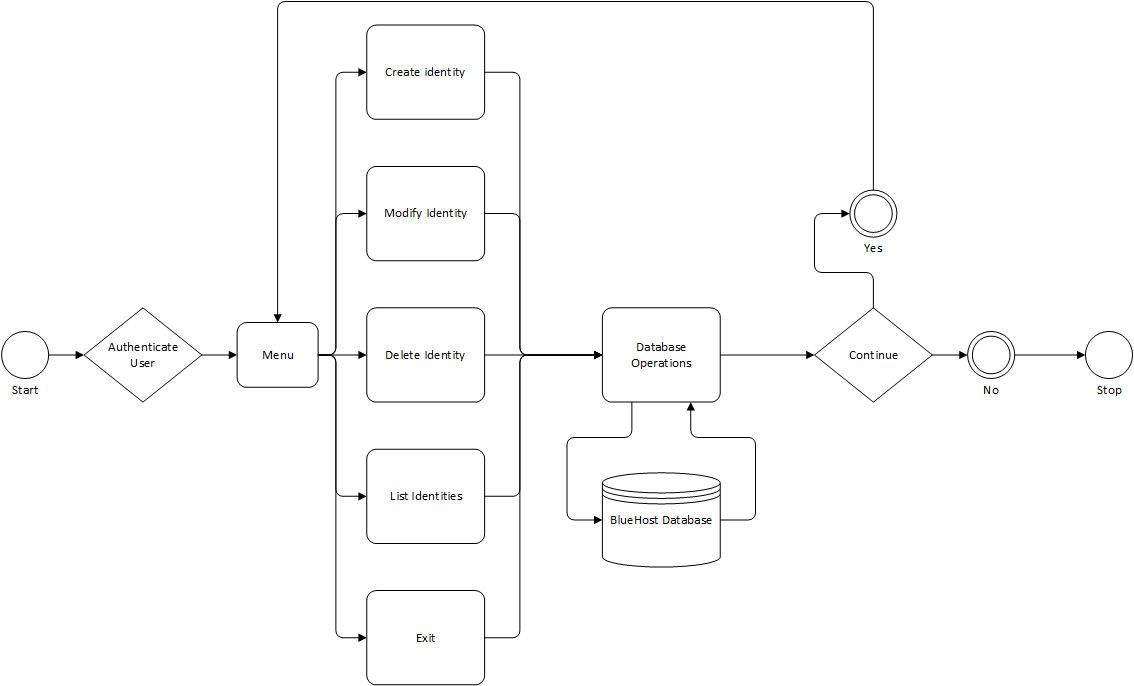 Create identity
Modify Identity
Yes
Start
Authenticate
User
Menu
Delete Identity
Database
Operations
Continue
No
Stop
List Identities
BlueHost Database
Exit